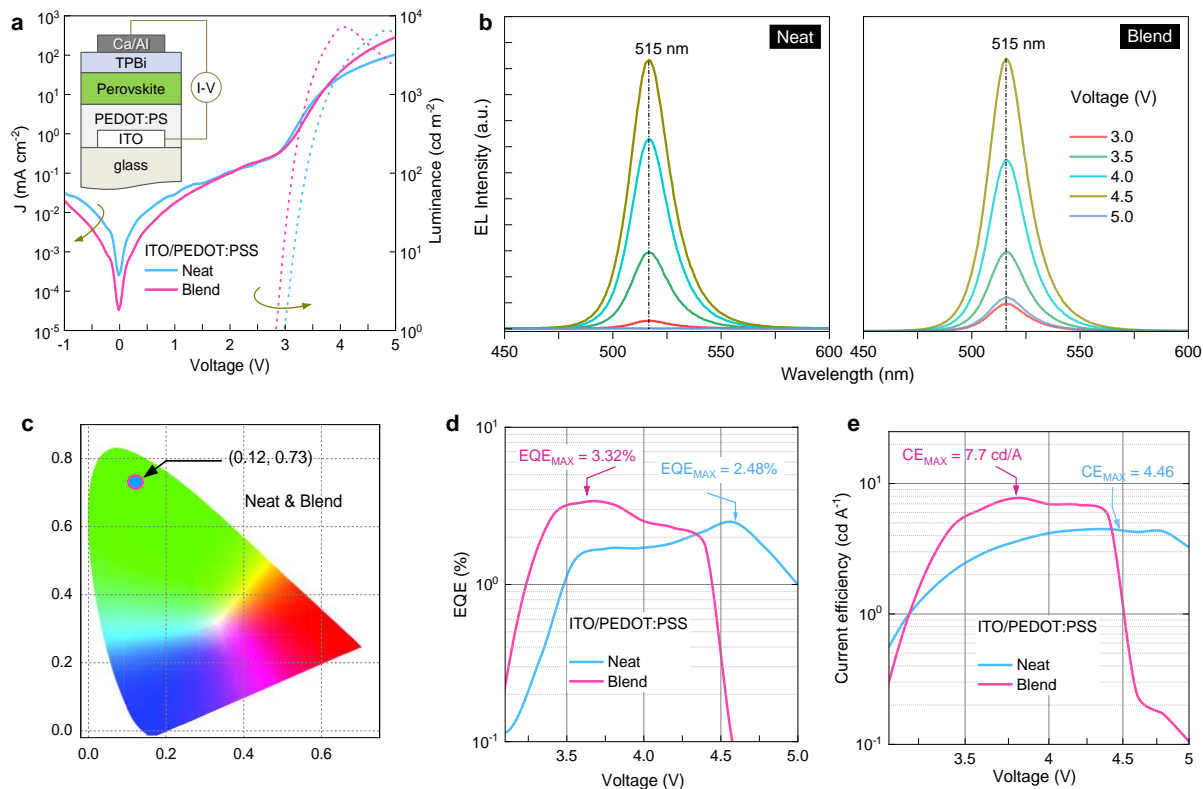 a
10³
10²
10¹
10⁰
10⁻¹
10⁻²
10⁻³
10⁻⁴
10⁻⁵
J (mA cm⁻²)
-1 0 1 2 3 4 5
Voltage (V)
10⁴
10³
10²
10¹
10⁰
Luminance (cd m⁻²)
Ca/Al
TPBi
Perovskite
PEDOT:PS
ITO
glass
I-V
ITO/PEDOT:PSS
Neat
Blend
b
EL Intensity (a.u.)
515 nm
Neat
450 500 550 600
515 nm
Blend
Voltage (V)
3.0
3.5
4.0
4.5
5.0
450 500 550 600
Wavelength (nm)
c
0.8
0.6
0.4
0.2
0.0
0.0 0.2 0.4 0.6
(0.12, 0.73)
Neat & Blend
d
10¹
10⁰
10⁻¹
EQE (%)
EQE_MAX = 3.32%
EQE_MAX = 2.48%
ITO/PEDOT:PSS
Neat
Blend
3.5 4.0 4.5 5.0
Voltage (V)
e
10¹
10⁰
10⁻¹
Current efficiency (cd A⁻¹)
CE_MAX = 7.7 cd/A
CE_MAX = 4.46
ITO/PEDOT:PSS
Neat
Blend
3.5 4 4.5 5
Voltage (V)